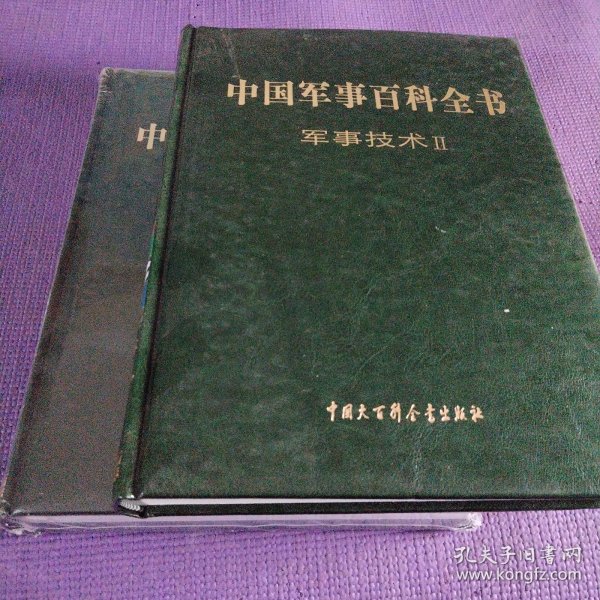 中国军事百科全书
军事技术II
中国大百科全书出版社
中
孔夫子旧书网
www.kongfz.com